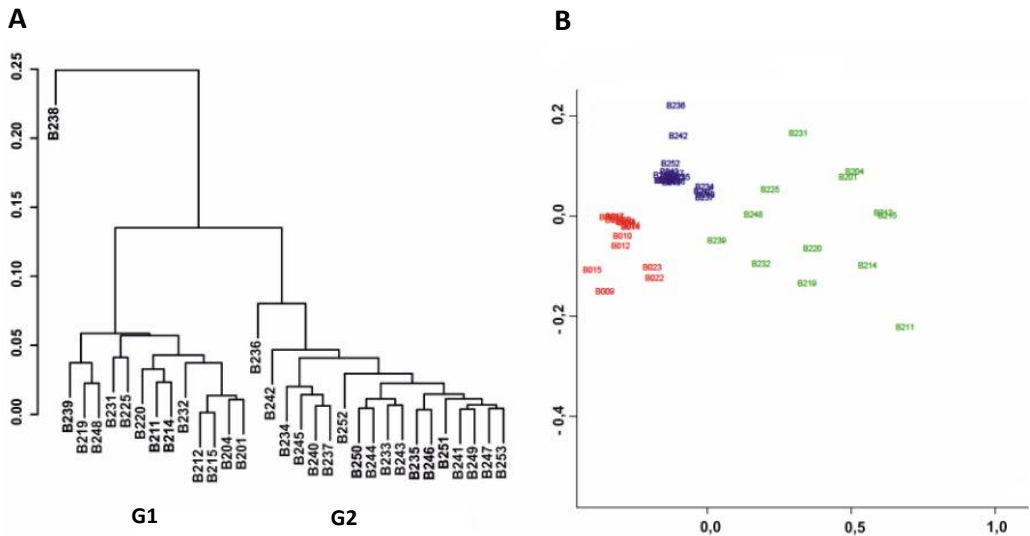 A
0.00
0.05
0.10
0.15
0.20
0.25
B238
B239
B219
B248
B231
B225
B220
B211
B214
B232
B212
B215
B204
B201
B236
B242
B234
B245
B240
B237
B252
B250
B244
B233
B243
B235
B246
B251
B241
B249
B247
B253
G1
G2
B
0,2
0,0
- 0,2
- 0,4
B236
B242
B252
B231
B204
B201
B225
B234
B237
B248
B239
B220
B232
B214
B219
B211
B010
B012
B015
B023
B022
B009
0,0
0,5
1,0